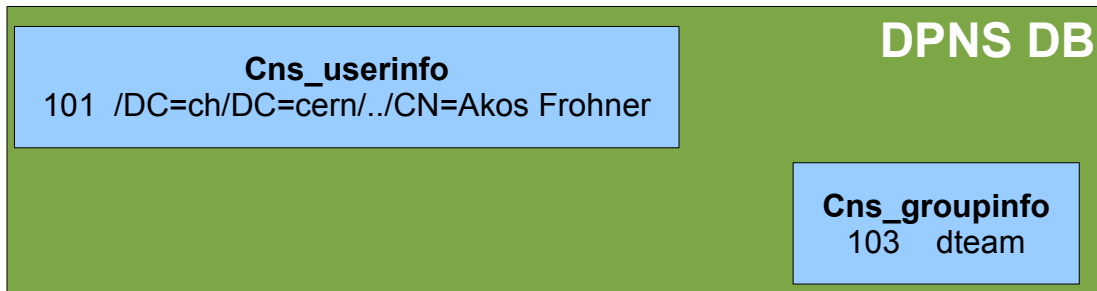 DPNS DB
Cns_userinfo
101 /DC=ch/DC=cern/../CN=Akos Frohner
Cns_groupinfo
103 dteam